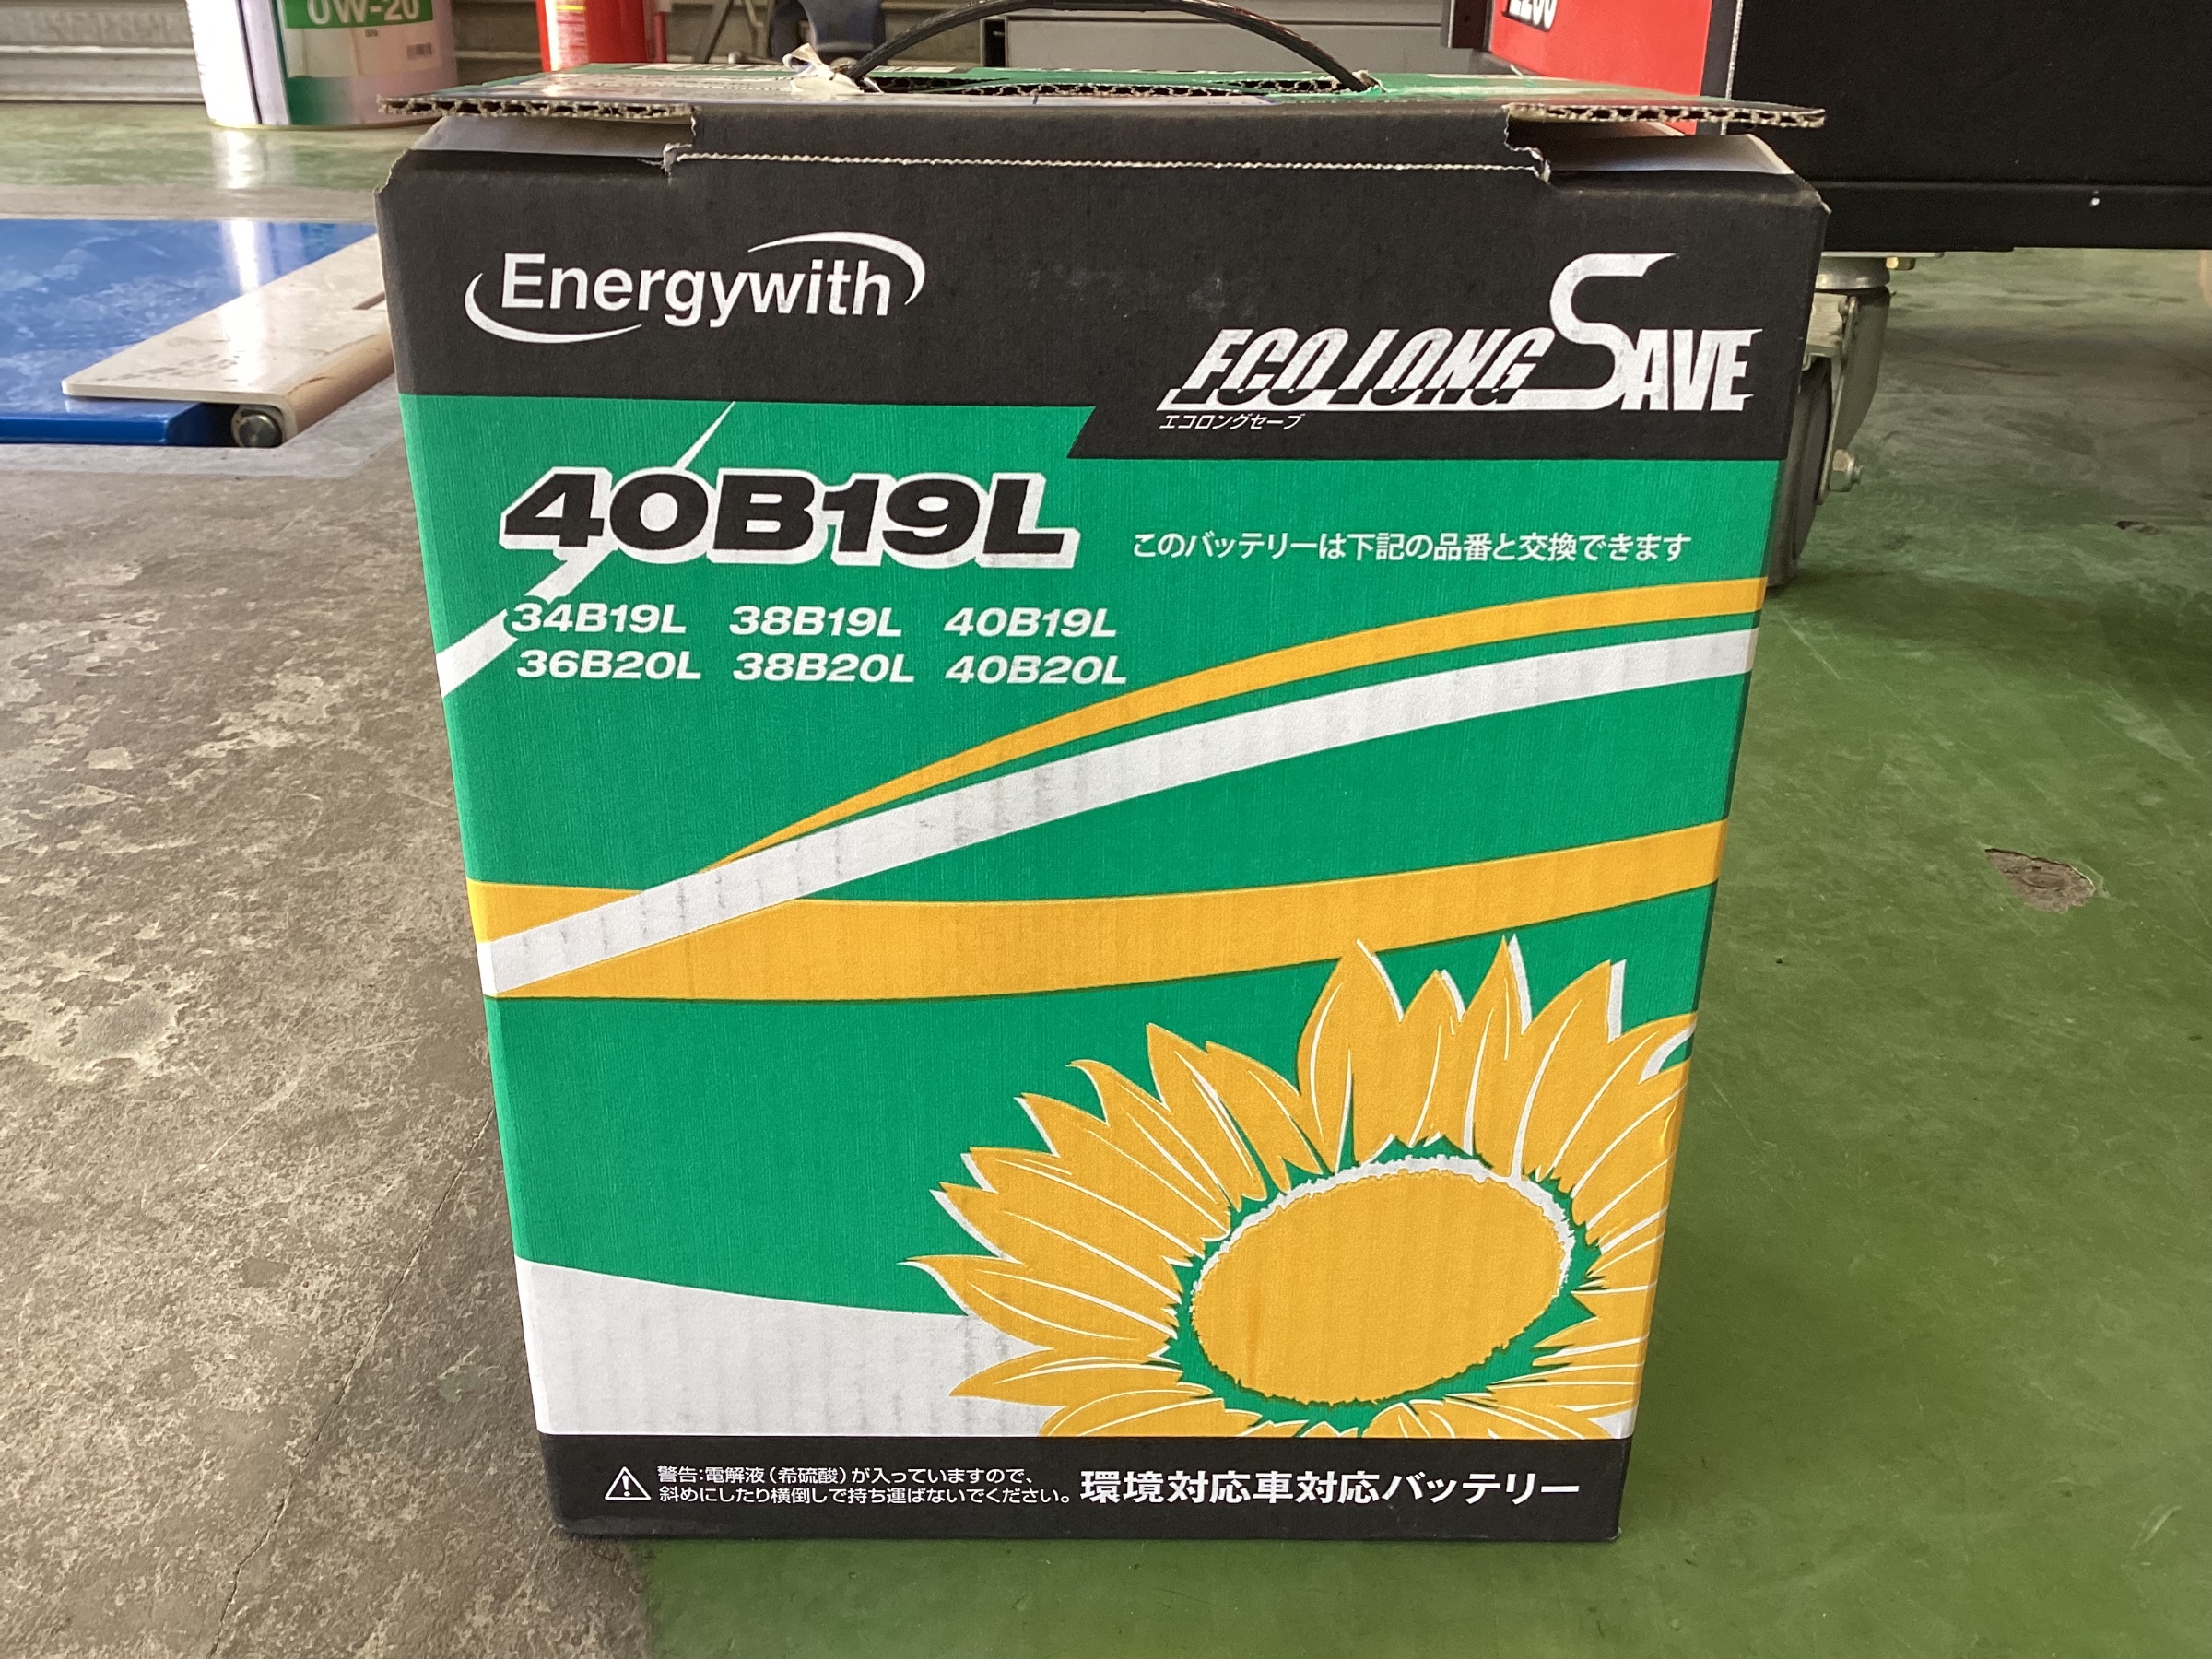 0W-20
Energywith
ECO LONG SAVE
エコロングセーブ
40B19L
このバッテリーは下記の品番と交換できます
34B19L 38B19L 40B19L
36B20L 38B20L 40B20L
警告:電解液(希硫酸)が入っていますので、
斜めにしたり横倒しで持ち運ばないでください。
環境対応車対応バッテリー